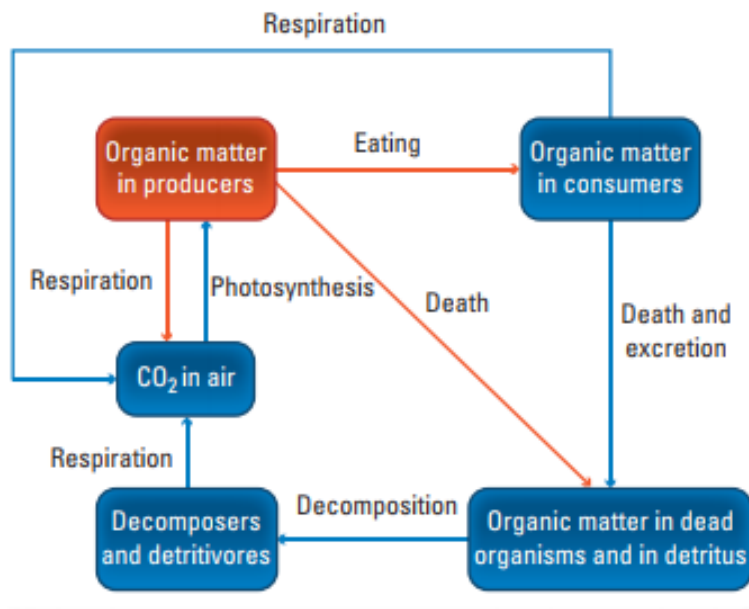 Respiration
Organic matter
in producers
Eating
Organic matter
in consumers
Respiration
Photosynthesis
Death
Death and
excretion
CO₂ in air
Respiration
Decomposition
Decomposers
and detritivores
Organic matter in dead
organisms and in detritus